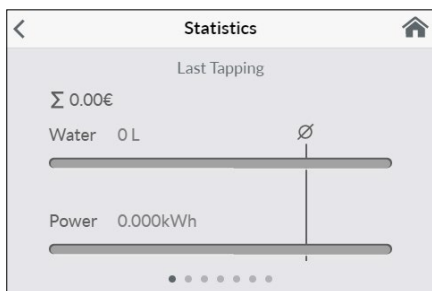 Statistics
Last Tapping
Σ 0.00€
Water 0 L Ø
Power 0.000kWh